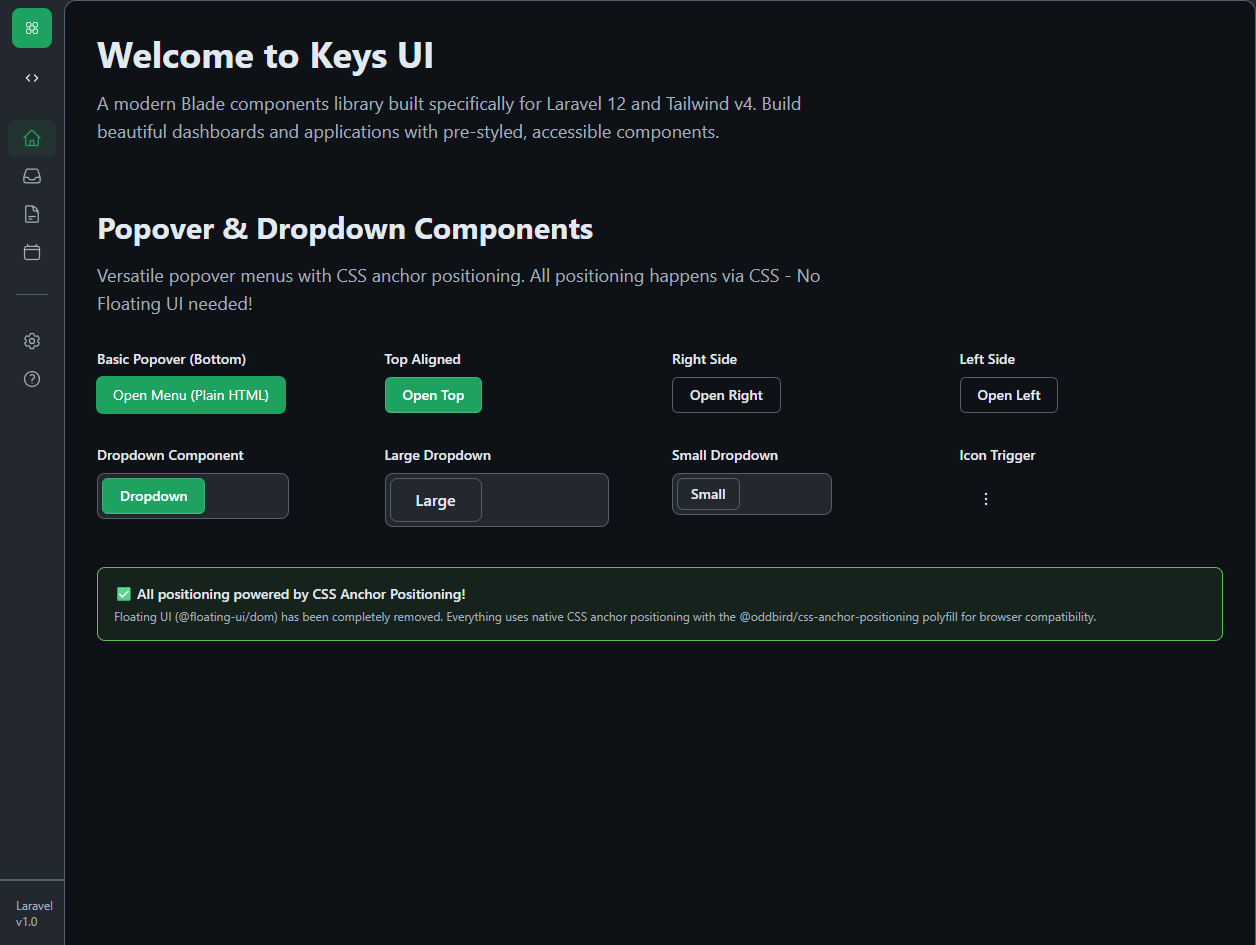 Welcome to Keys UI
A modern Blade components library built specifically for Laravel 12 and Tailwind v4. Build
beautiful dashboards and applications with pre-styled, accessible components.
Popover & Dropdown Components
Versatile popover menus with CSS anchor positioning. All positioning happens via CSS - No
Floating UI needed!
Basic Popover (Bottom)
Open Menu (Plain HTML)
Top Aligned
Open Top
Right Side
Open Right
Left Side
Open Left
Dropdown Component
Dropdown
Large Dropdown
Large
Small Dropdown
Small
Icon Trigger
✅ All positioning powered by CSS Anchor Positioning!
Floating UI (@floating-ui/dom) has been completely removed. Everything uses native CSS anchor positioning with the @oddbird/css-anchor-positioning polyfill for browser compatibility.
Laravel
v1.0